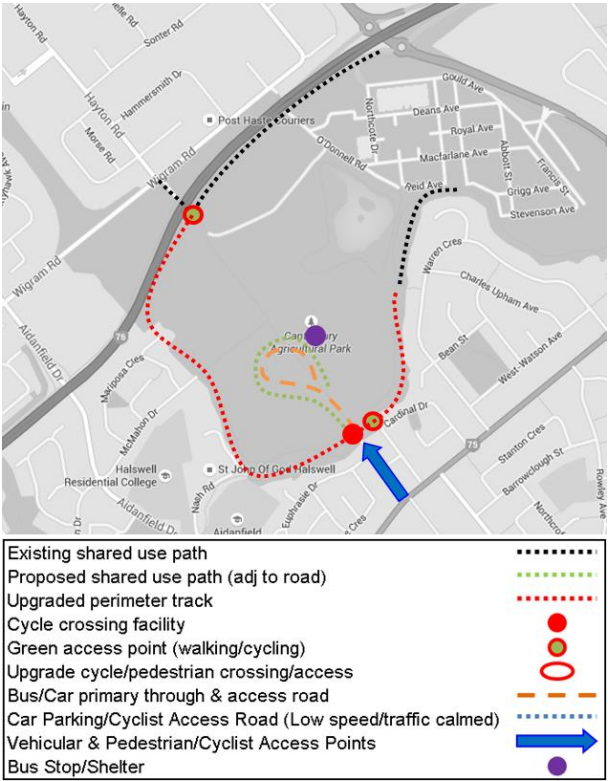 Hayton Rd
Sonter Rd
Gould Ave
Hammersmith D
Deans Ave
Hayton Rd
Northcote Dr
Post Haste Couriers
Royal Ave
Abbott St
Francis St
Morse Rd
O'Donnell Rd
Macfarlane Ave
Wigram Rd
Reid Ave
Grigg Ave
Stevenson Ave
Wigram Rd
Warren Cres
Charles Upham Ave
Aidanfield Dr
76
Agricultural Park
Bean St
West-Watson Ave
Mariposa Cres
McMahon Dr
Cardinal Dr
75
Stanton Cres
Halswell
Residential College
St John Of God Halswell
Barrowclough St
Rowley Ave
Nash Rd
Euphrasie Dr
Cres
Northcro
Aidanfield
Existing shared use path
Proposed shared use path (adj to road)
Upgraded perimeter track
Cycle crossing facility
Green access point (walking/cycling)
Upgrade cycle/pedestrian crossing/access
Bus/Car primary through & access road
Car Parking/Cyclist Access Road (Low speed/traffic calmed)
Vehicular & Pedestrian/Cyclist Access Points
Bus Stop/Shelter